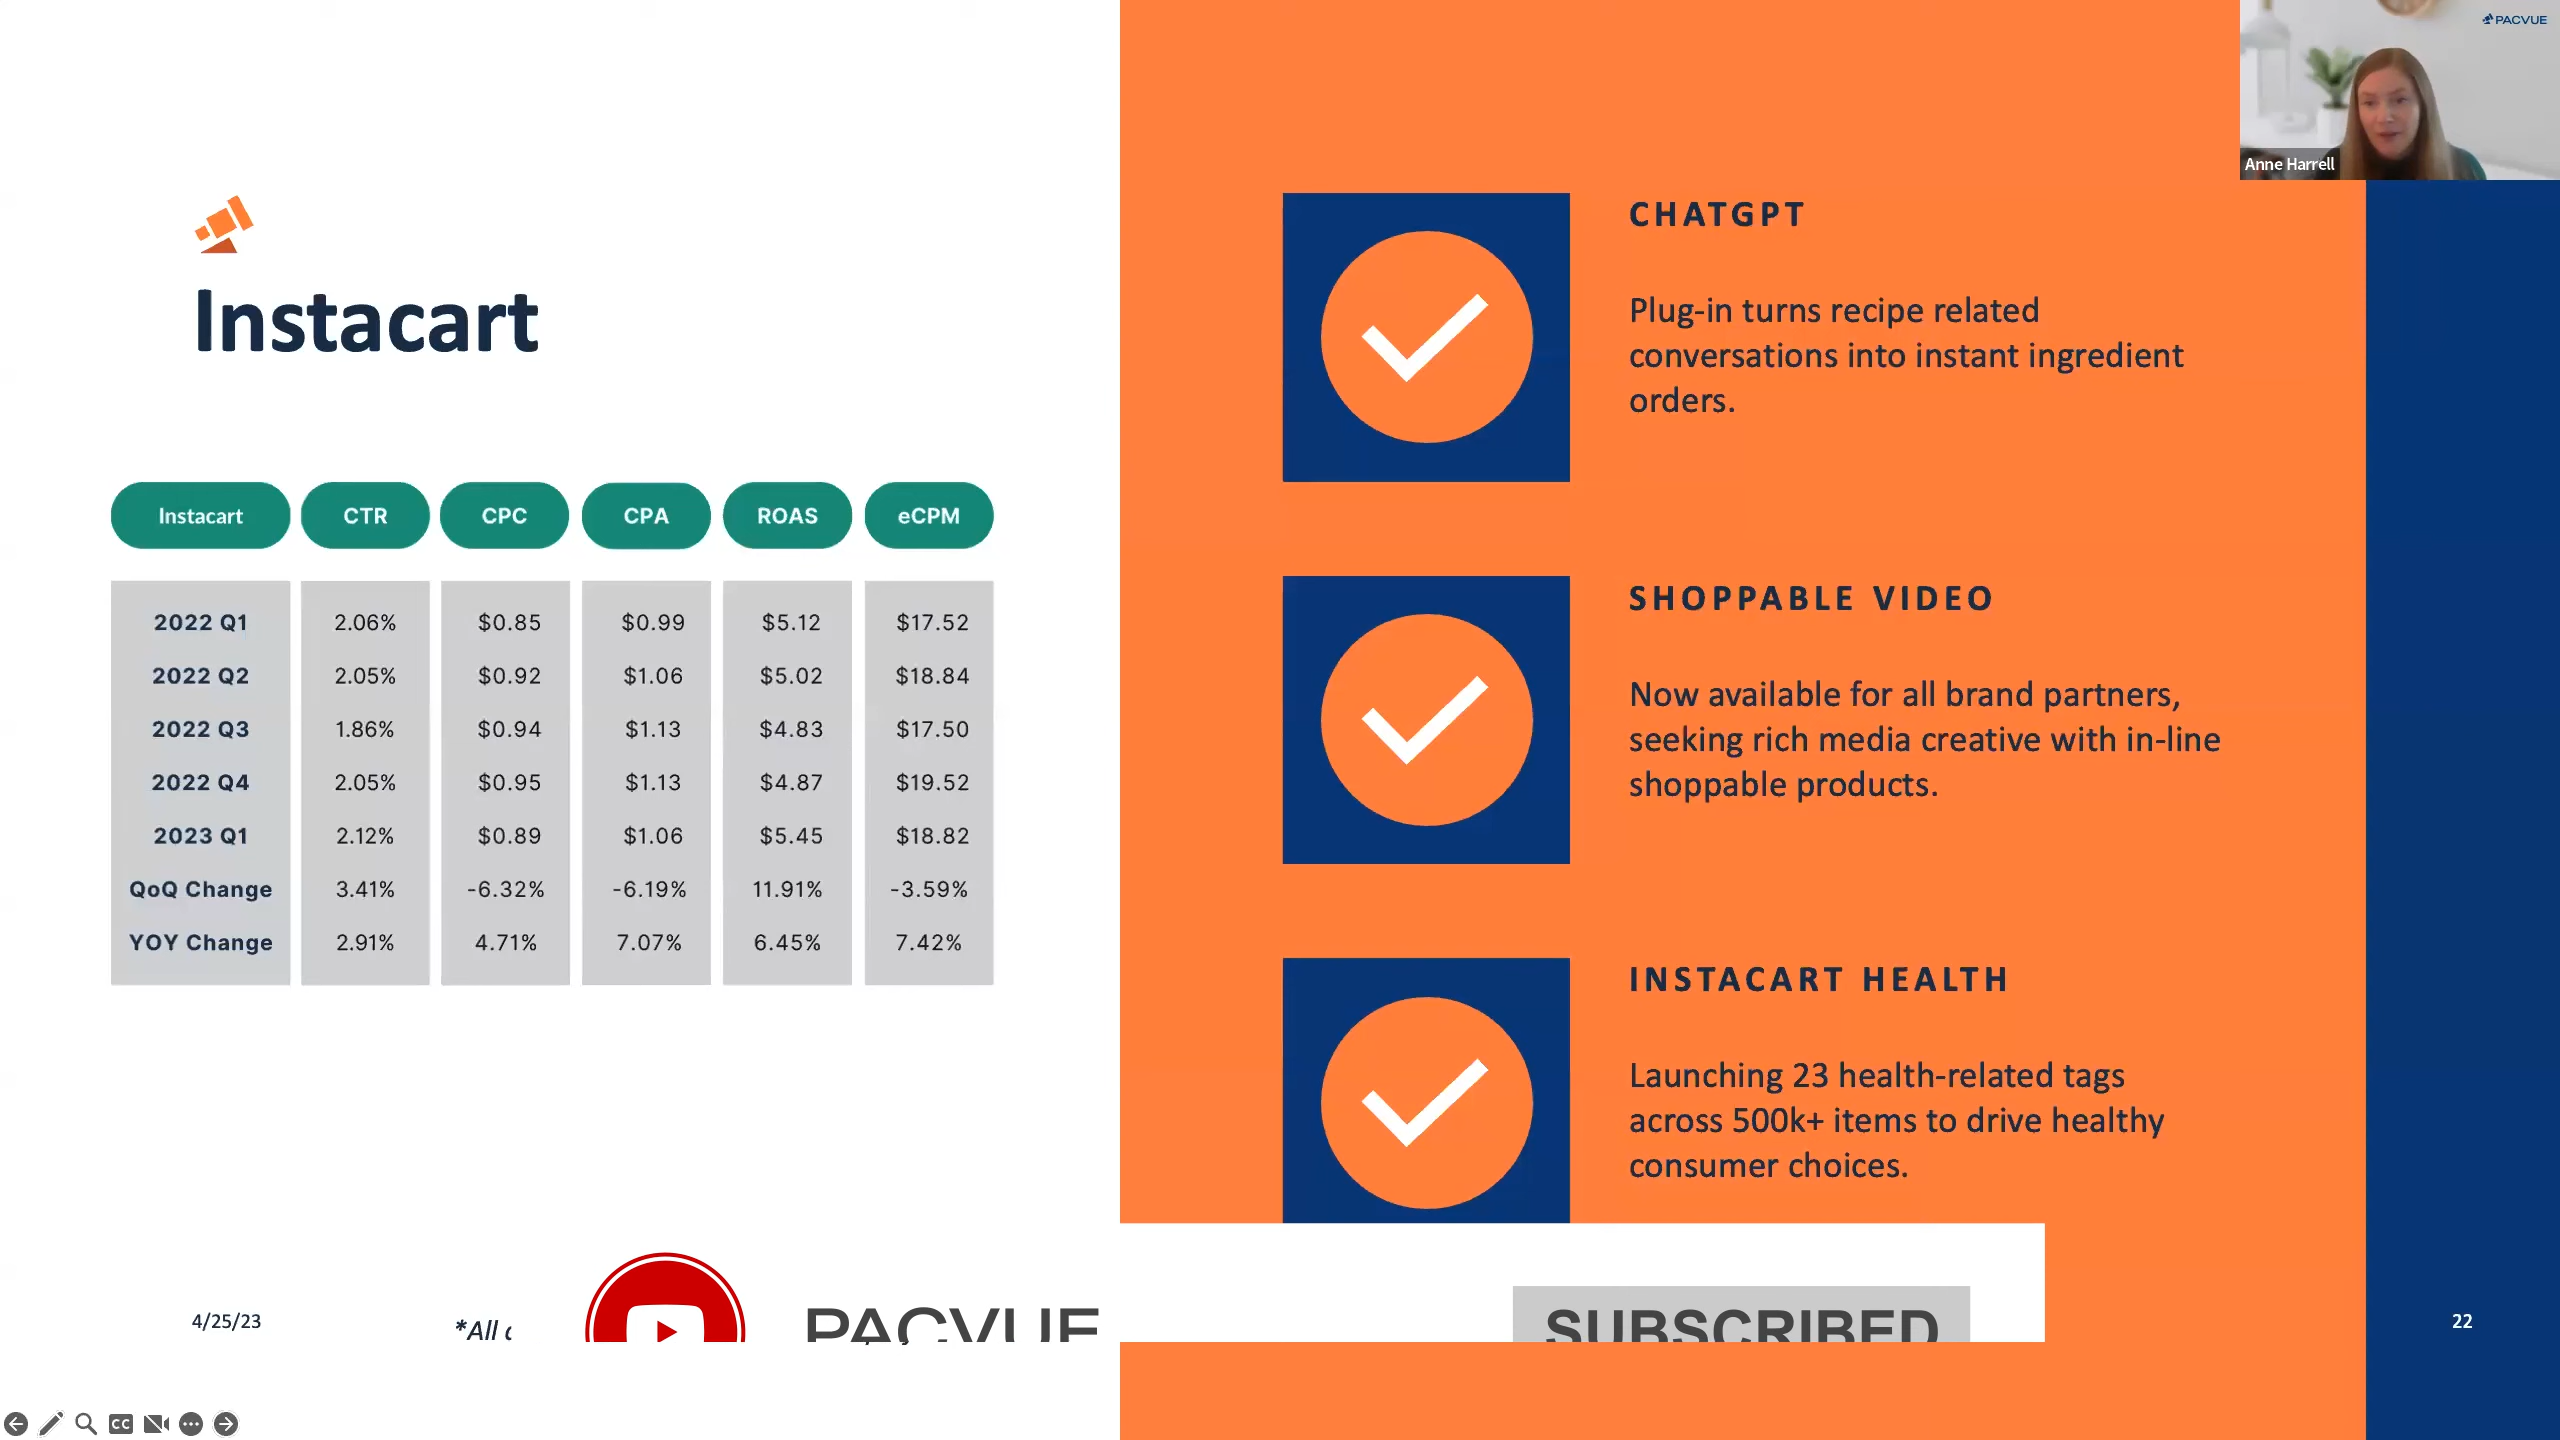 PACVUE
Anne Harrell
Instacart
Instacart CTR CPC CPA ROAS eCPM
2022 Q1 2.06% $0.85 $0.99 $5.12 $17.52
2022 Q2 2.05% $0.92 $1.06 $5.02 $18.84
2022 Q3 1.86% $0.94 $1.13 $4.83 $17.50
2022 Q4 2.05% $0.95 $1.13 $4.87 $19.52
2023 Q1 2.12% $0.89 $1.06 $5.45 $18.82
QoQ Change 3.41% -6.32% -6.19% 11.91% -3.59%
YOY Change 2.91% 4.71% 7.07% 6.45% 7.42%
CHATGPT
Plug-in turns recipe related
conversations into instant ingredient
orders.
SHOPPABLE VIDEO
Now available for all brand partners,
seeking rich media creative with in-line
shoppable products.
INSTACART HEALTH
Launching 23 health-related tags
across 500k+ items to drive healthy
consumer choices.
4/25/23
*All
PACVUE
SUBSCRIBED
22
CC